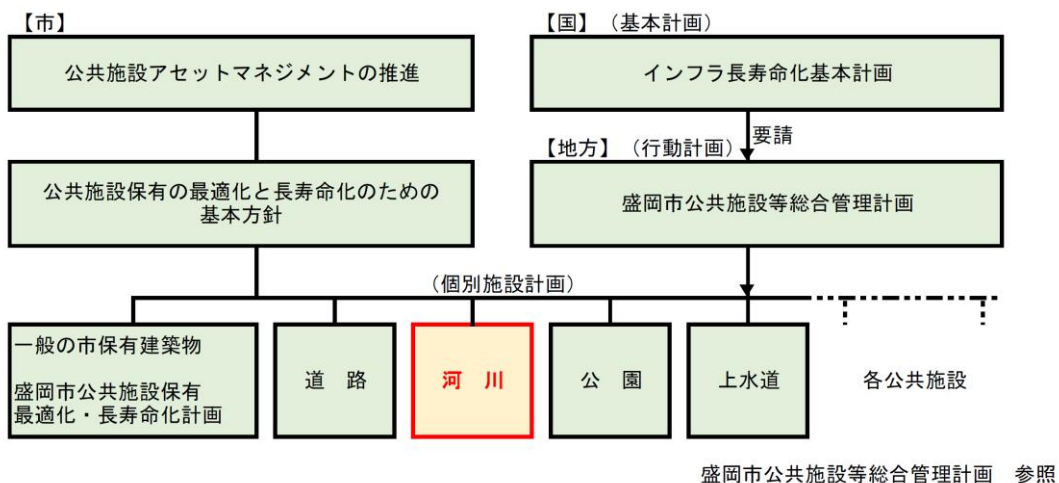 【市】
公共施設アセットマネジメントの推進
【国】（基本計画）
インフラ長寿命化基本計画
要請
【地方】（行動計画）
公共施設保有の最適化と長寿命化のための
基本方針
盛岡市公共施設等総合管理計画
（個別施設計画）
一般の市保有建築物
盛岡市公共施設保有
最適化・長寿命化計画
道 路
河 川
公 園
上水道
各公共施設
盛岡市公共施設等総合管理計画　参照